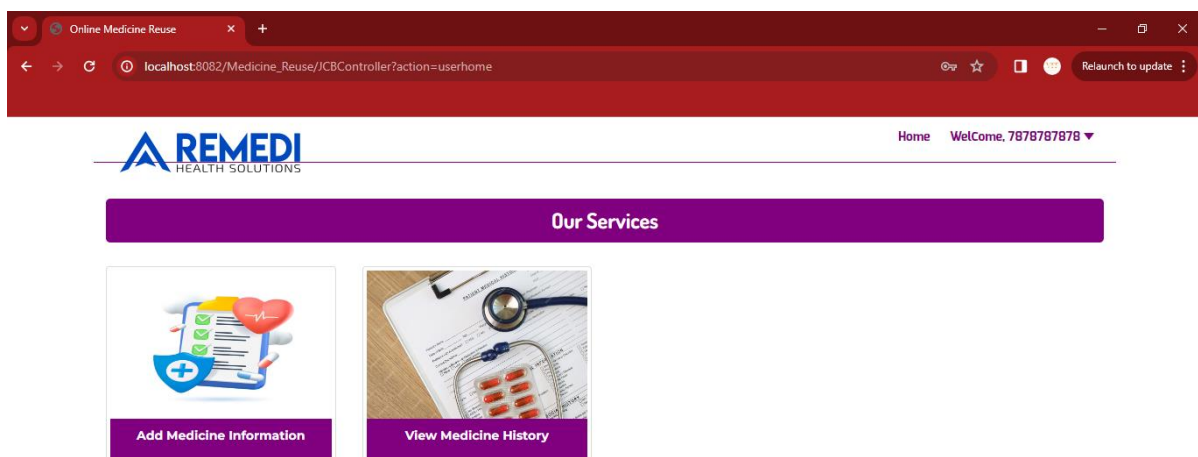 Online Medicine Reuse
localhost:8082/Medicine_Reuse/JCBController?action=userhome
Relaunch to update
REMEDI
HEALTH SOLUTIONS
Home WelCome, 7878787878
Our Services
Add Medicine Information
View Medicine History